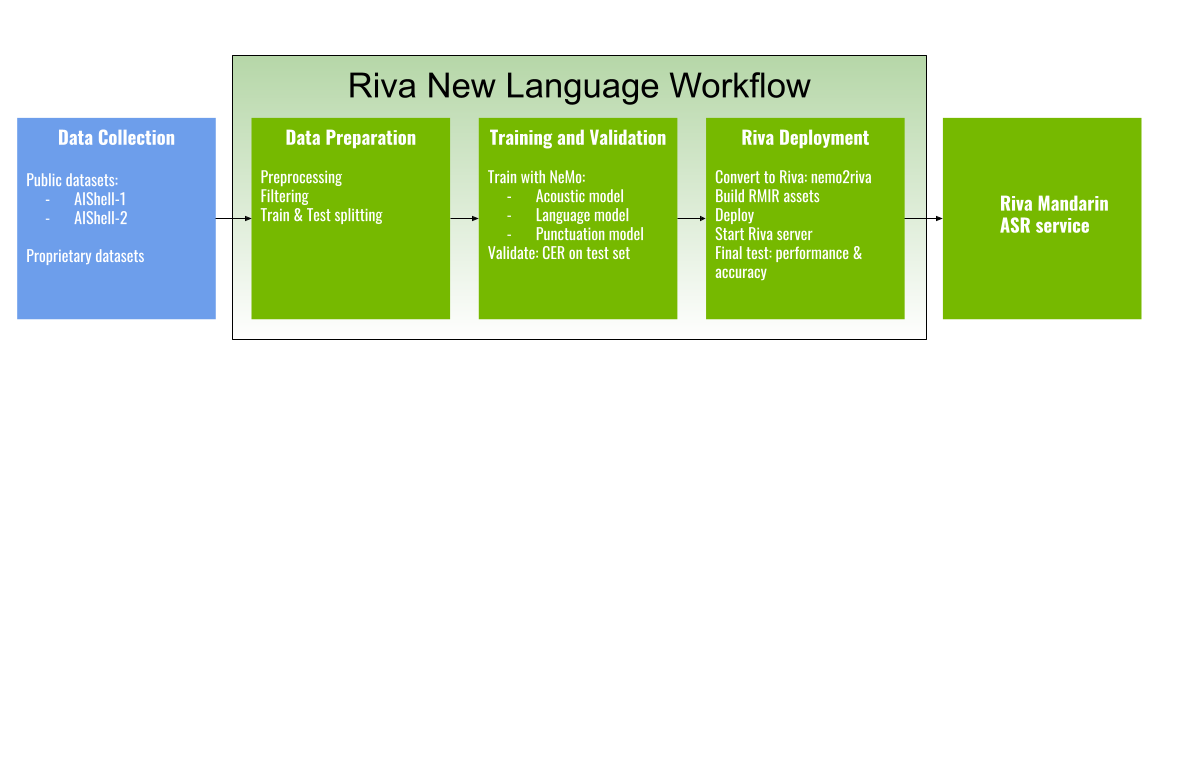 Riva New Language Workflow
Data Collection
Public datasets:
- AIShell-1
- AIShell-2
Proprietary datasets
Data Preparation
Preprocessing
Filtering
Train & Test splitting
Training and Validation
Train with NeMo:
- Acoustic model
- Language model
- Punctuation model
Validate: CER on test set
Riva Deployment
Convert to Riva: nemo2riva
Build RMIR assets
Deploy
Start Riva server
Final test: performance &
accuracy
Riva Mandarin
ASR service